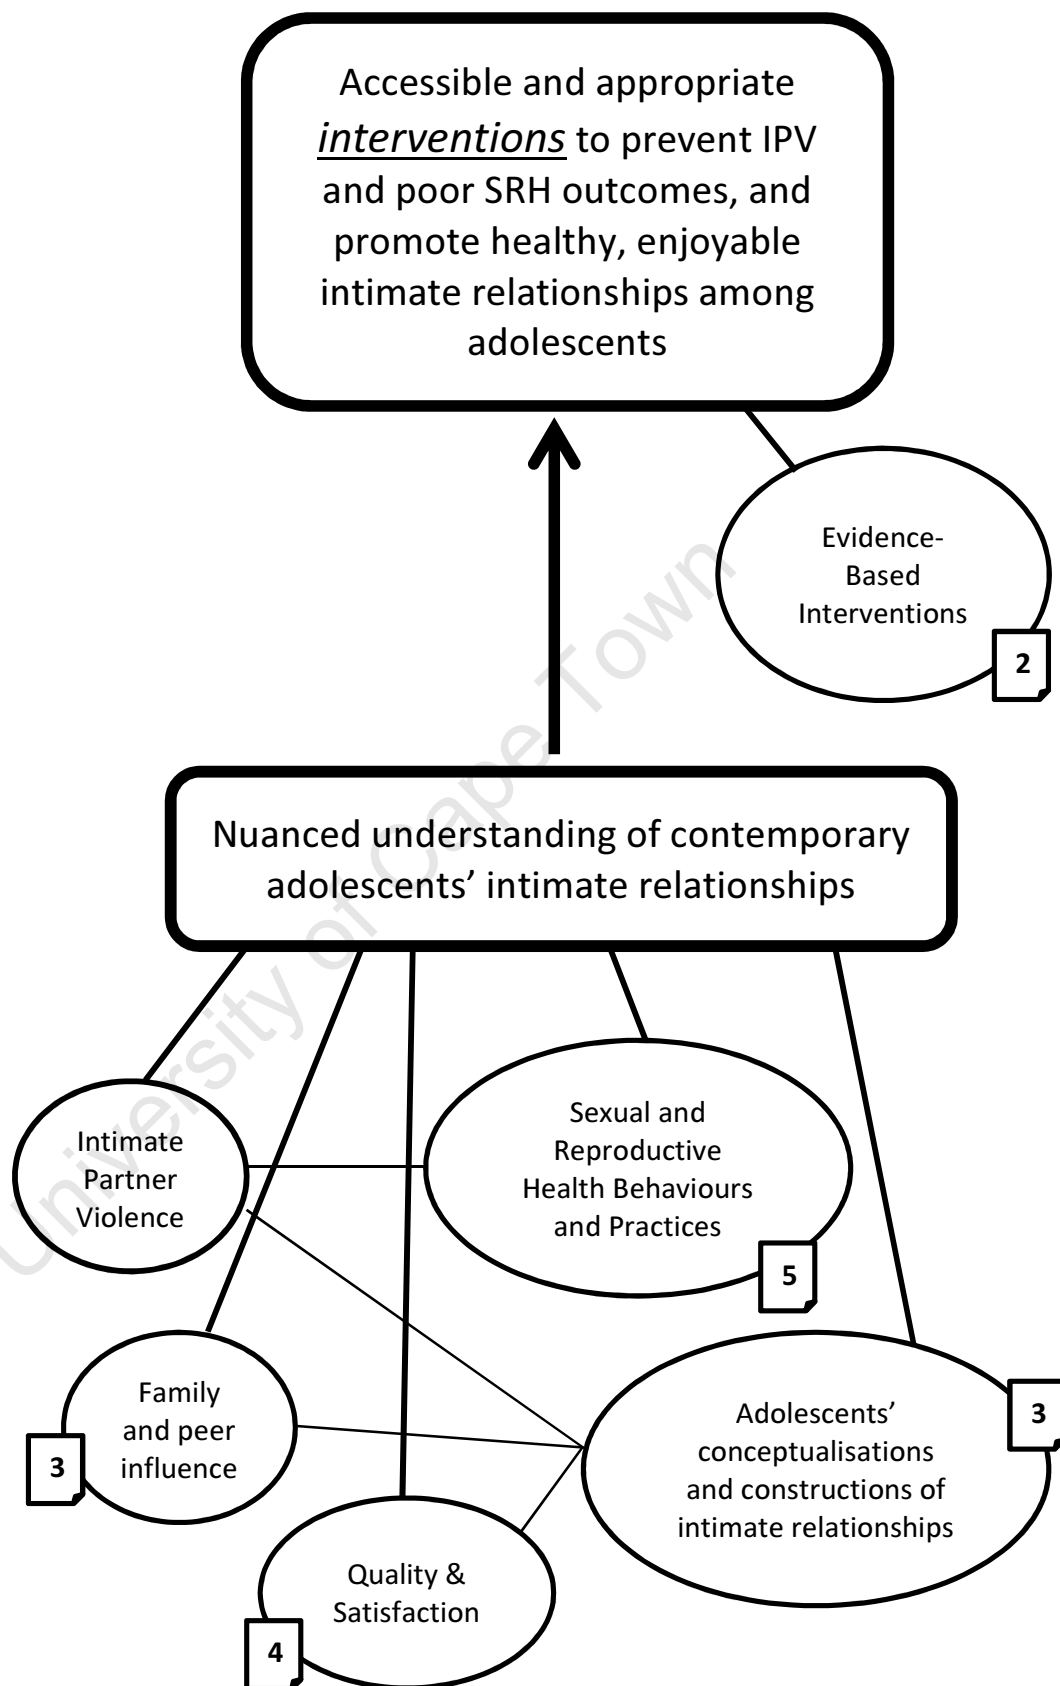 Accessible and appropriate
interventions to prevent IPV
and poor SRH outcomes, and
promote healthy, enjoyable
intimate relationships among
adolescents
Evidence-
Based
Interventions
2
Nuanced understanding of contemporary
adolescents’ intimate relationships
Intimate
Partner
Violence
Sexual and
Reproductive
Health Behaviours
and Practices
5
Family
and peer
influence
3
Adolescents’
conceptualisations
and constructions of
intimate relationships
3
Quality &
Satisfaction
4
University of Cape Town